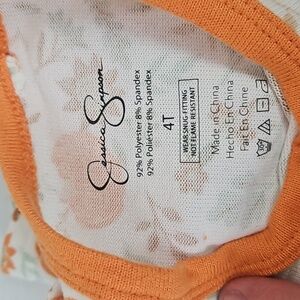 Jessica Simpson
92% Polyester 8% Spandex
92% Poliéster 8% Spandex
4T
WEAR SNUG-FITTING
NOT FLAME RESISTANT
Made in China
Hecho En China
Fait En Chine